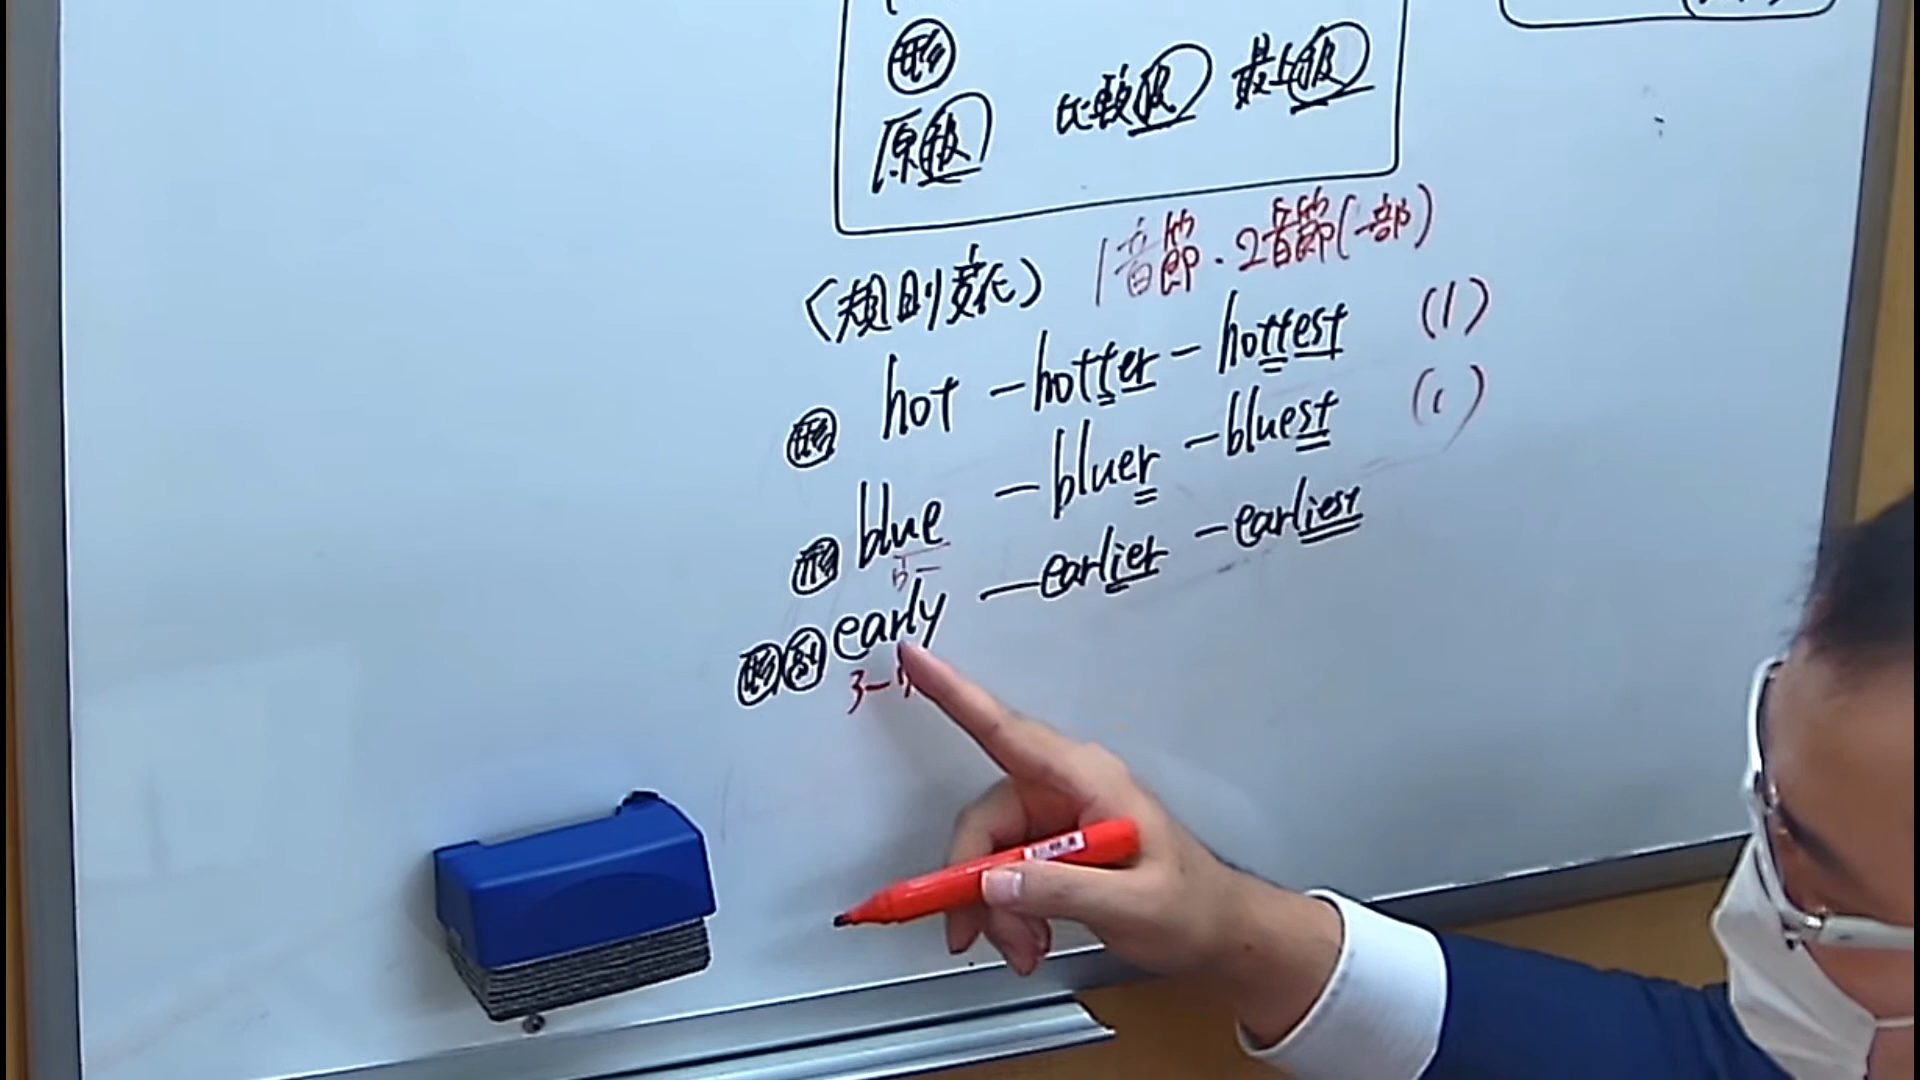 形
原級 比較級 最上級
〈規則変化〉 1音節・2音節(一部)
形 hot - hotter - hottest (1)
形 blue - bluer - bluest (1)
形副 early - earlier - earliest